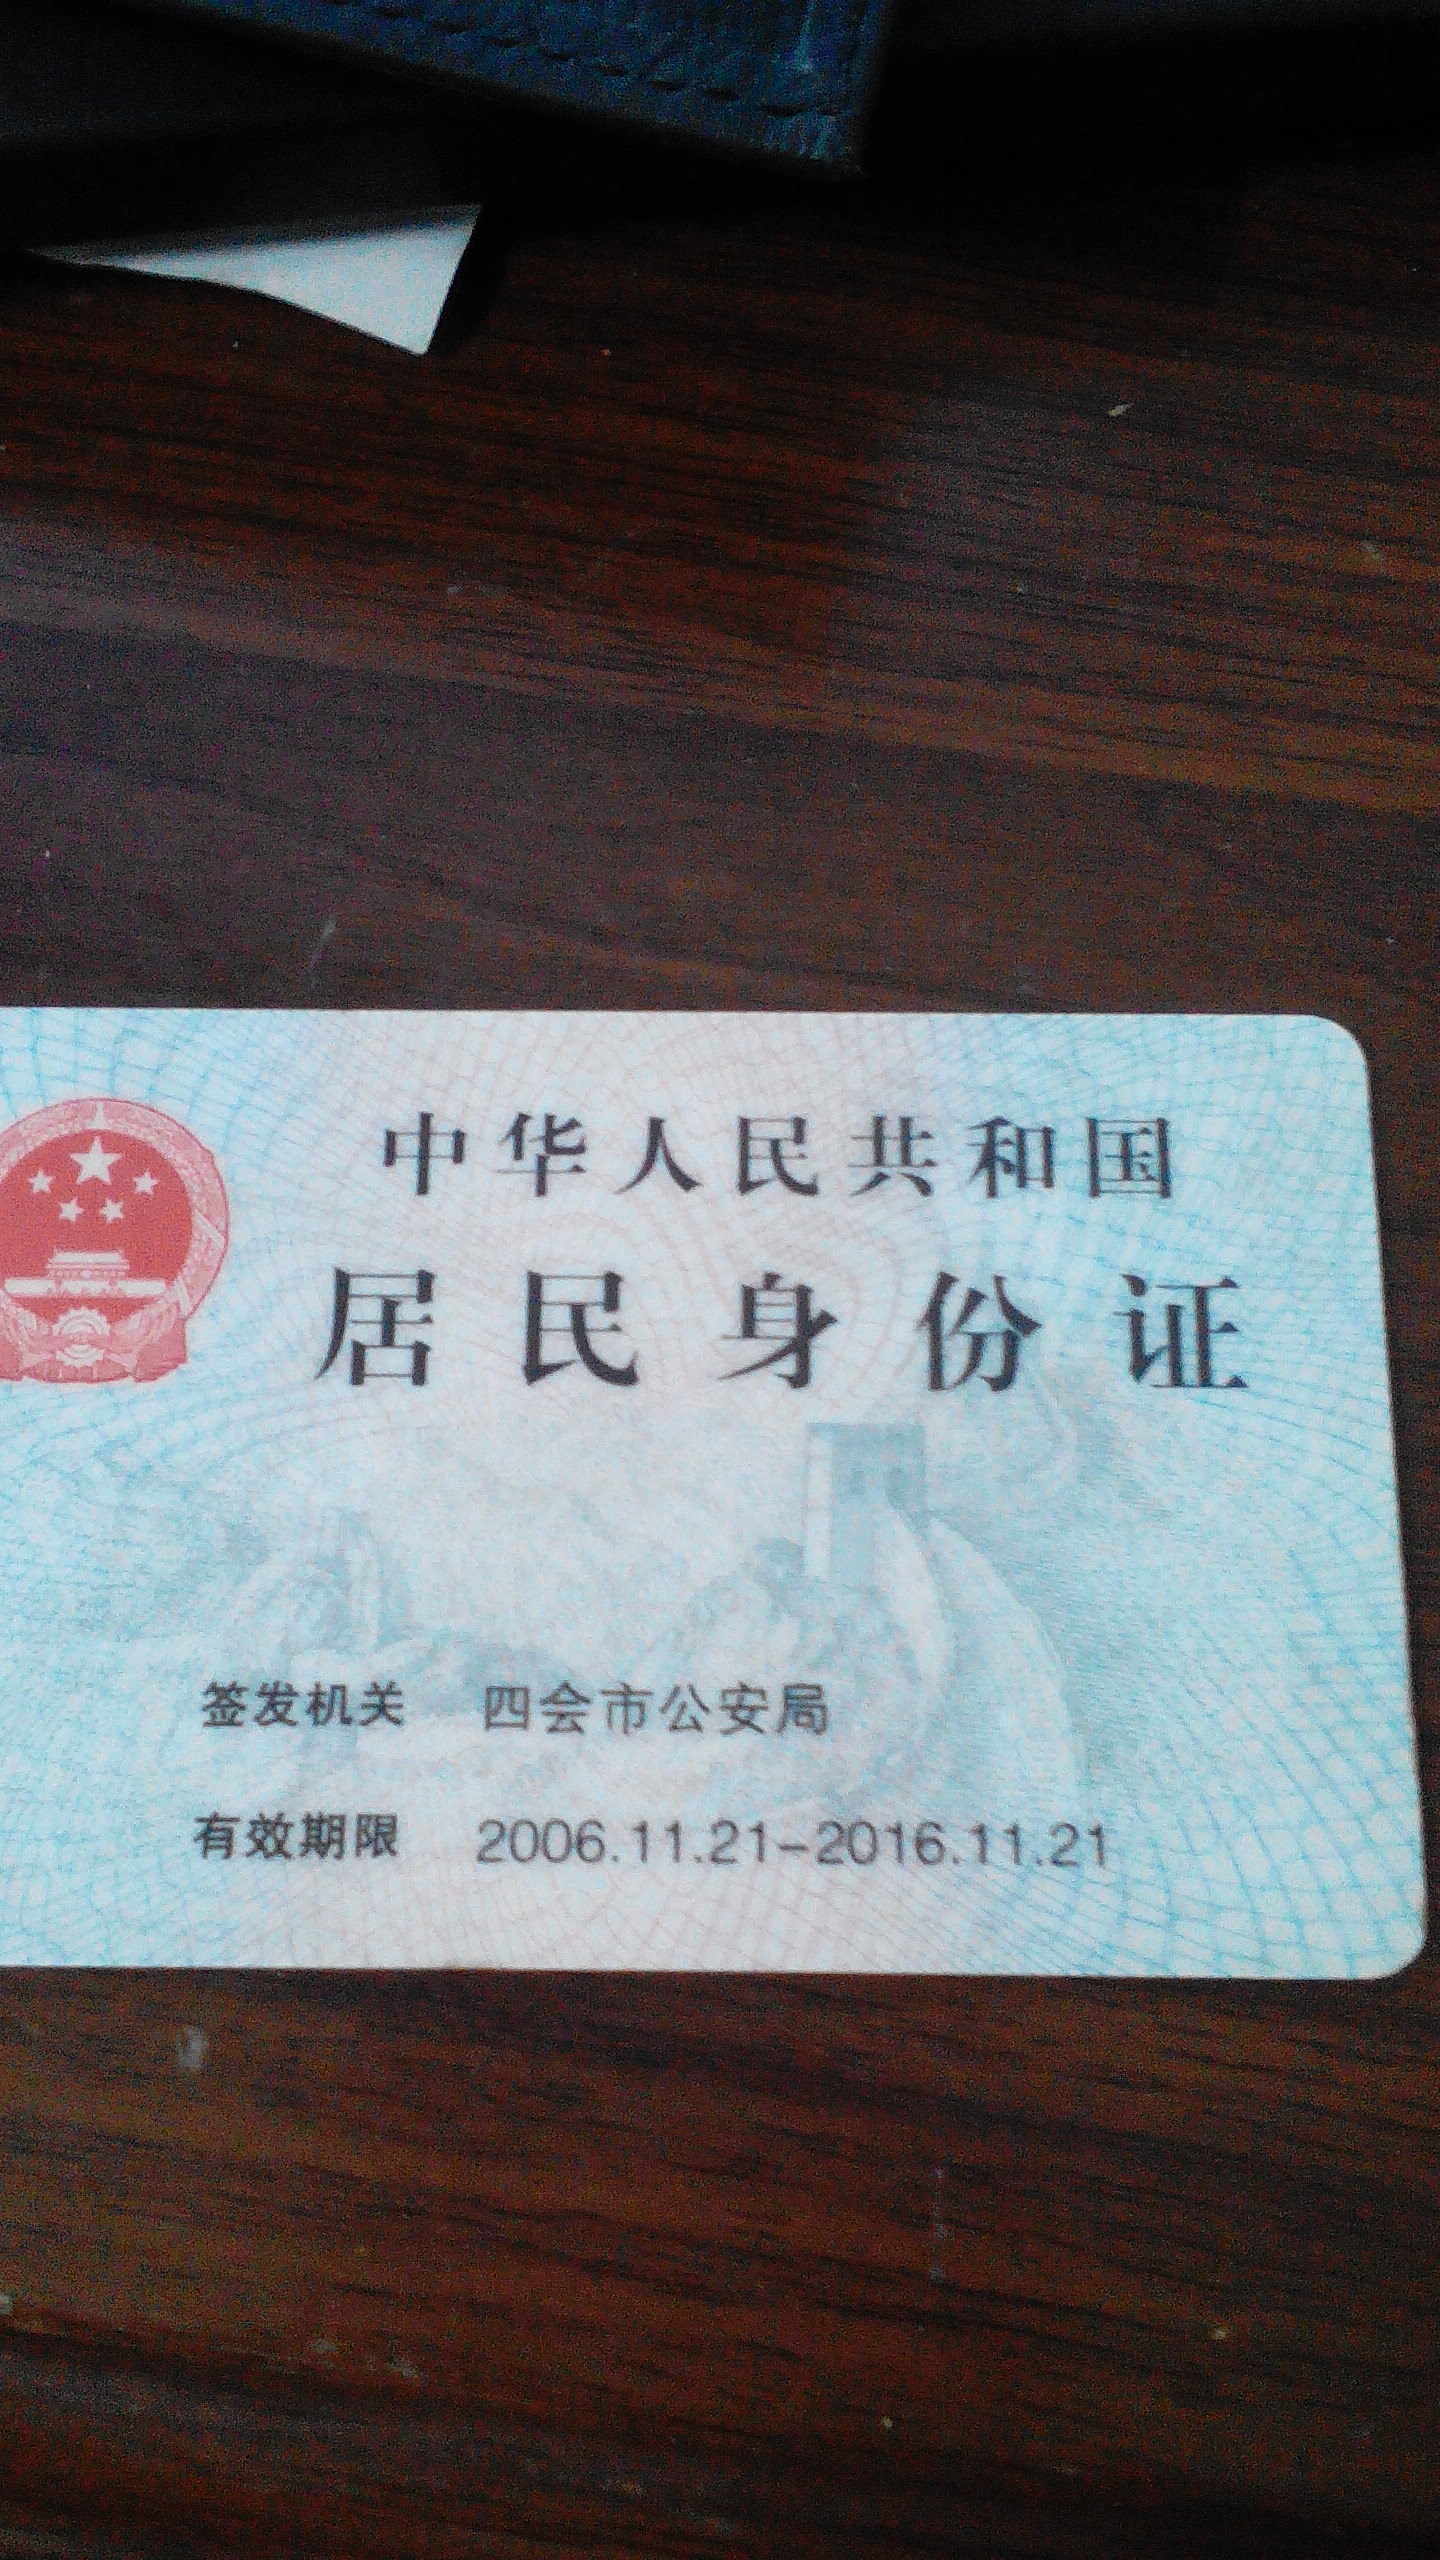 中华人民共和国
居民身份证
签发机关 四会市公安局
有效期限 2006.11.21-2016.11.21